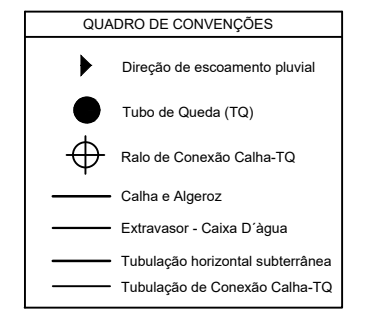 QUADRO DE CONVENÇÕES
Direção de escoamento pluvial
Tubo de Queda (TQ)
Ralo de Conexão Calha-TQ
Calha e Algeroz
Extravasor - Caixa D´àgua
Tubulação horizontal subterrânea
Tubulação de Conexão Calha-TQ